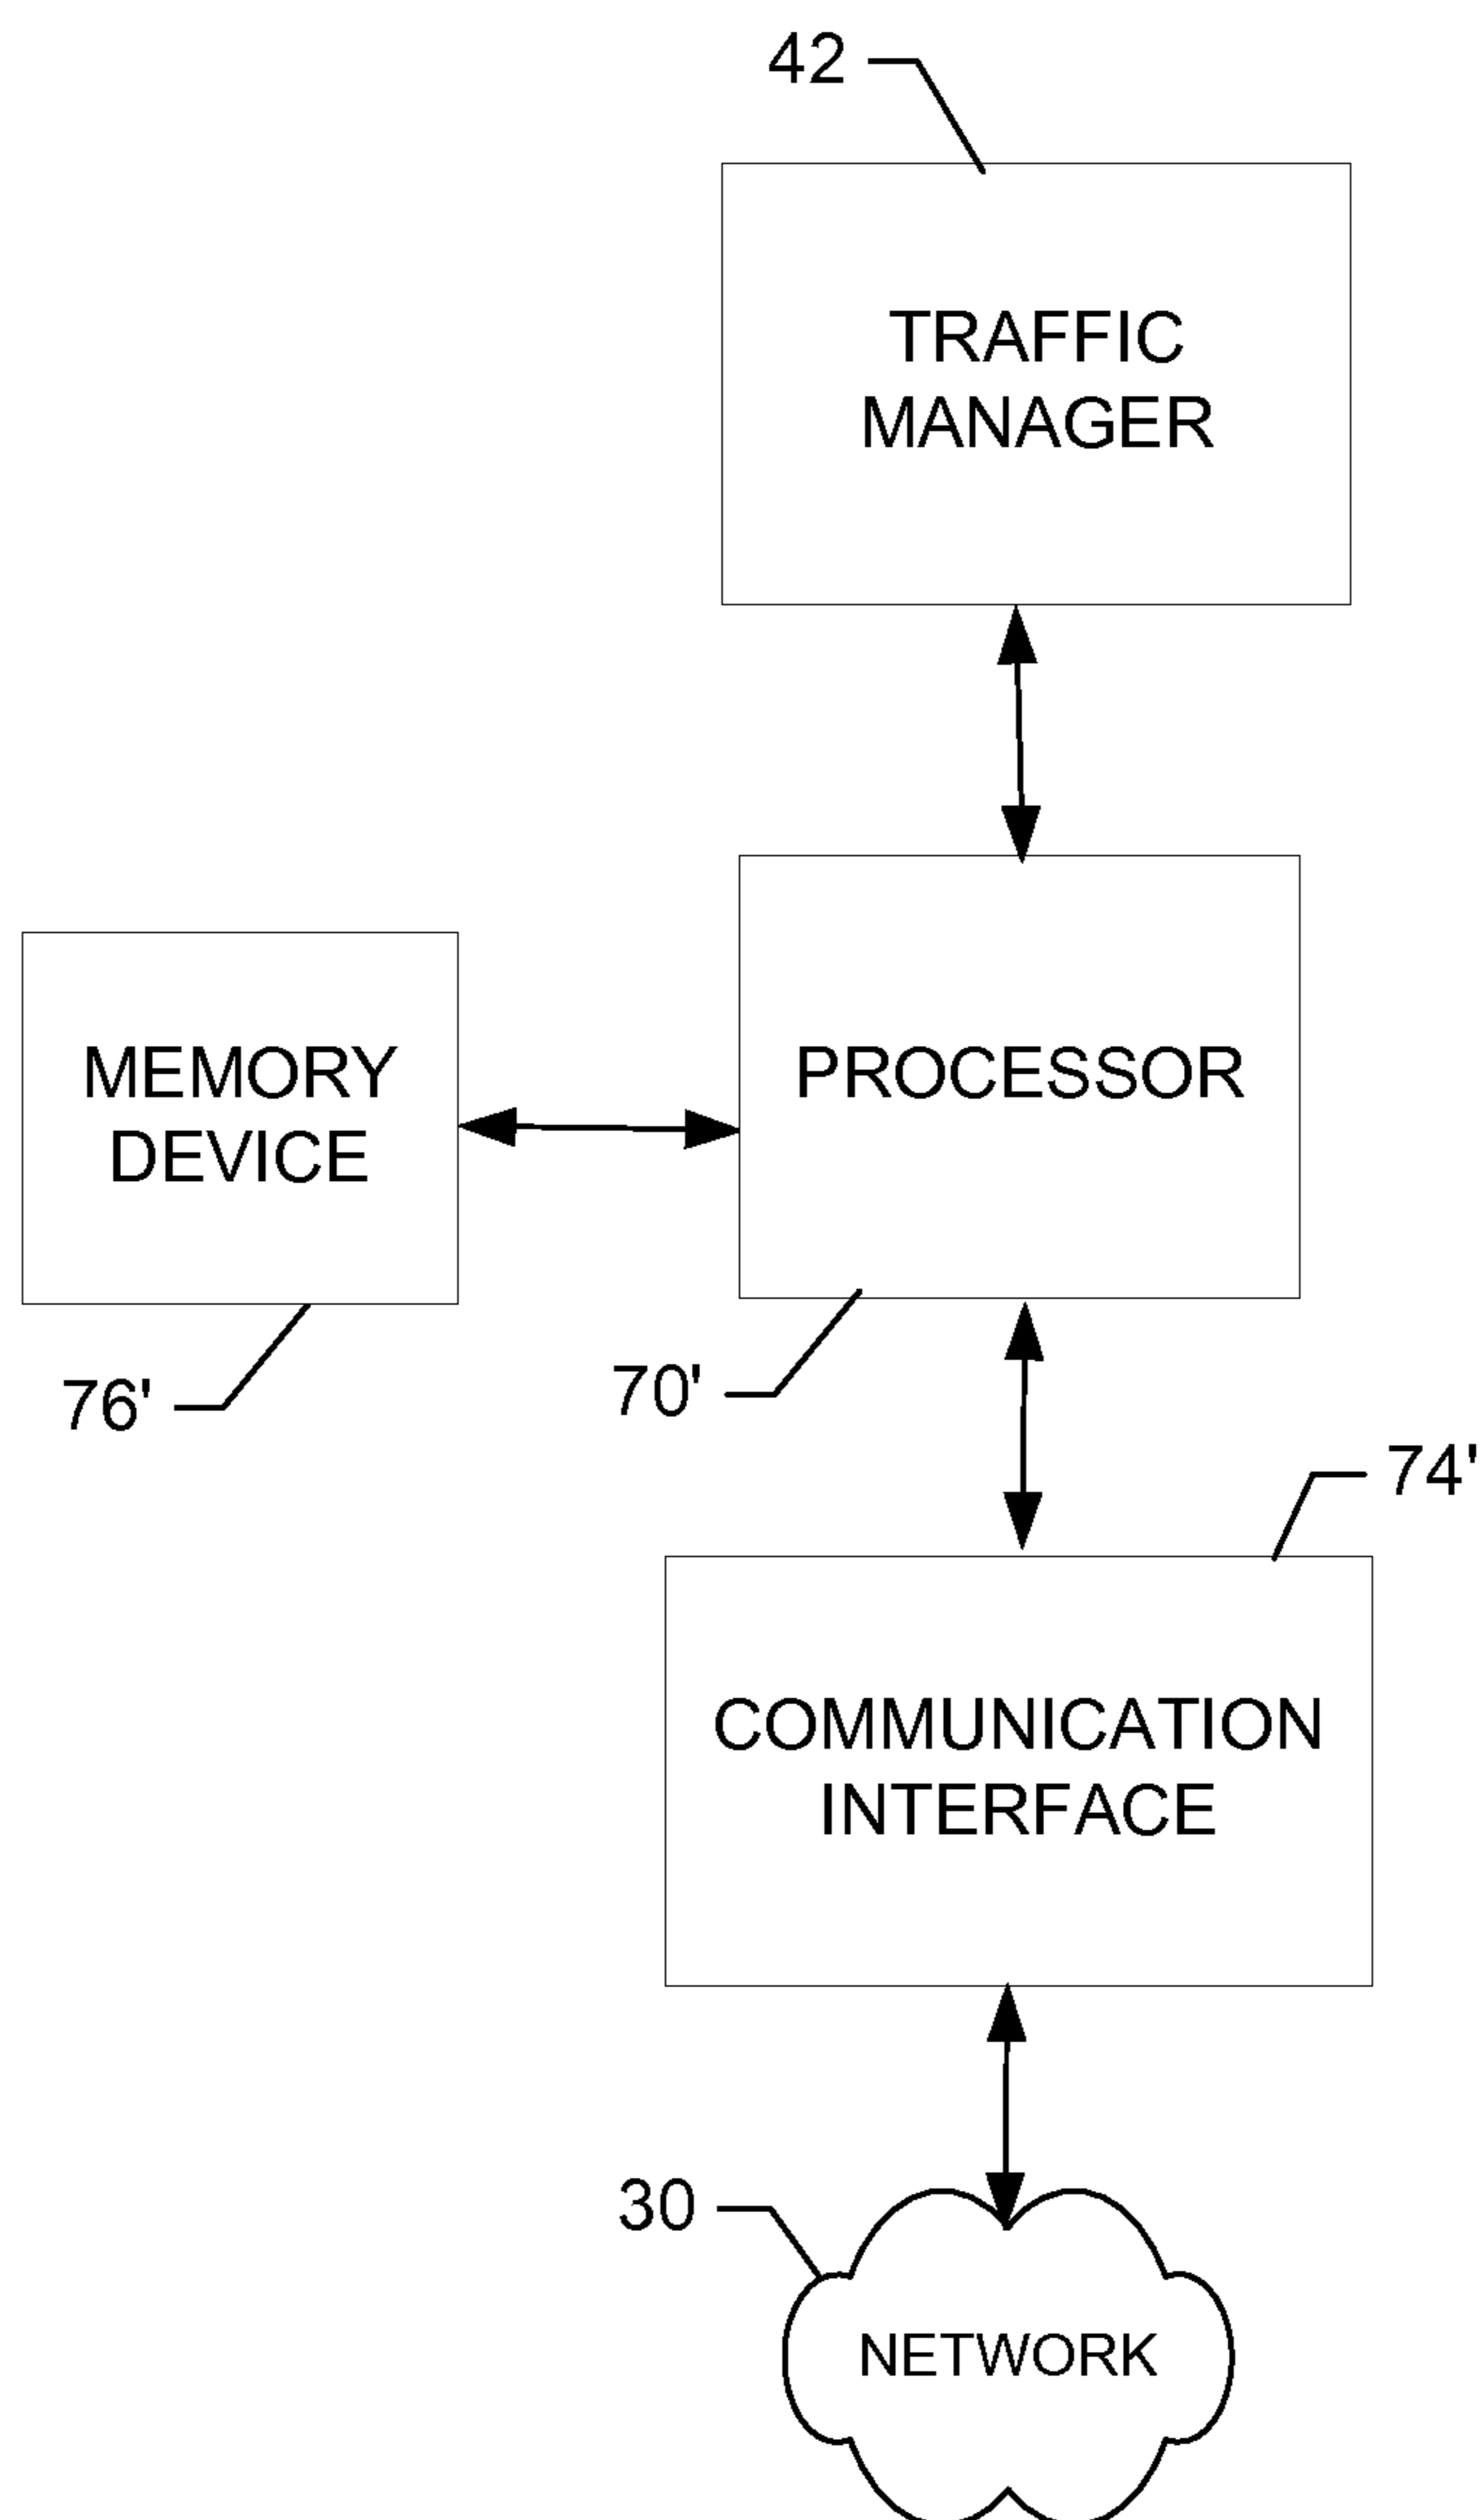 42
TRAFFIC
MANAGER
PROCESSOR
MEMORY
DEVICE
76'
70'
74'
COMMUNICATION
INTERFACE
30
NETWORK